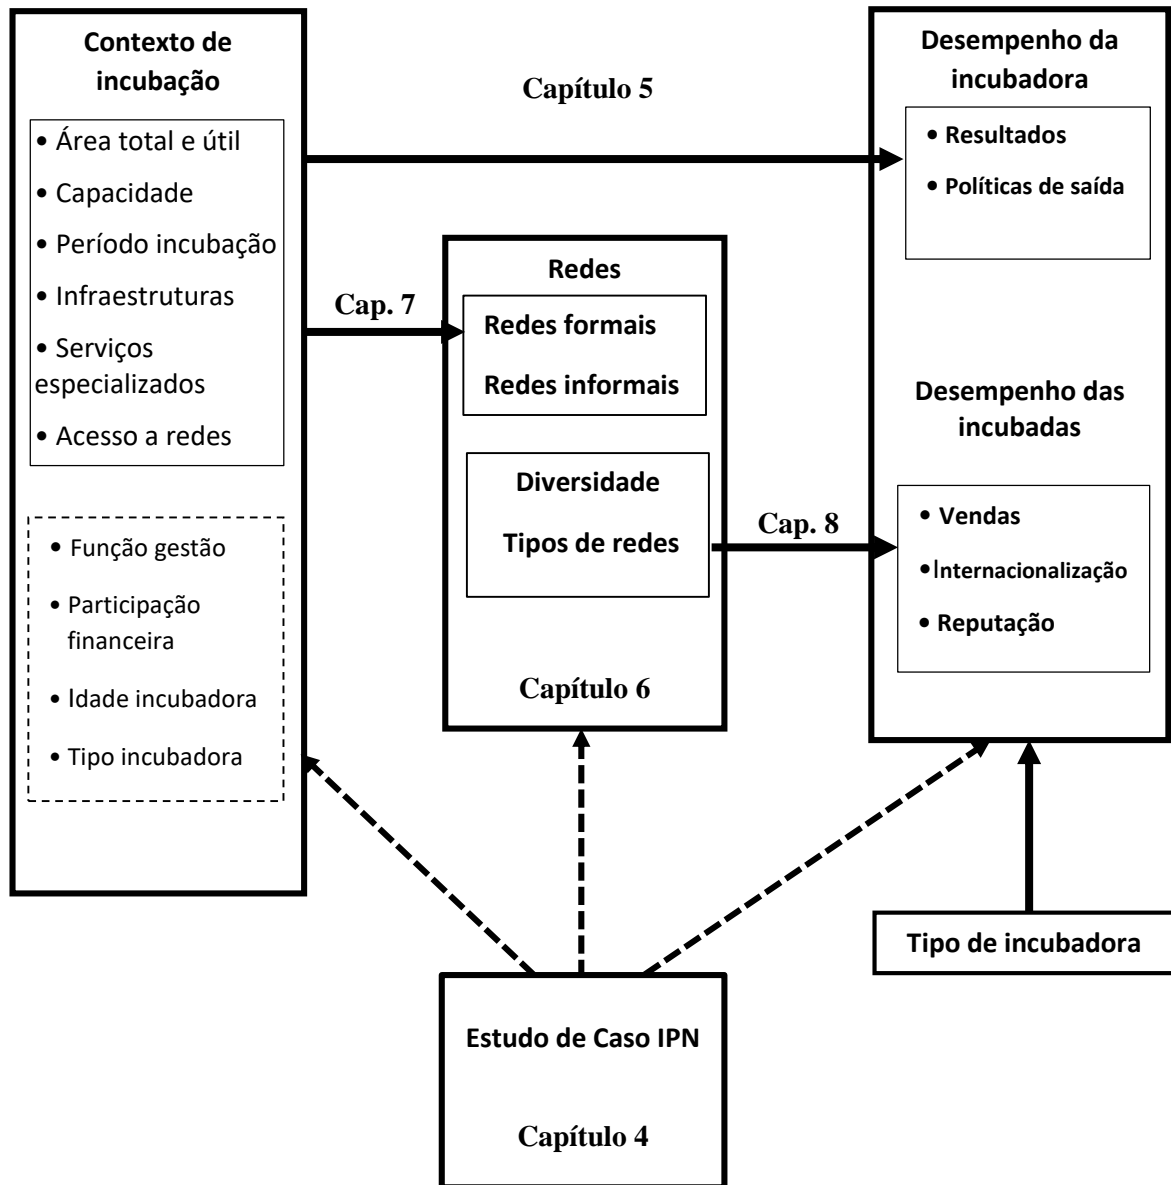 Contexto de
incubação
• Área total e útil
• Capacidade
• Período incubação
• Infraestruturas
• Serviços
especializados
• Acesso a redes
• Função gestão
• Participação
financeira
• Idade incubadora
• Tipo incubadora
Capítulo 5
Cap. 7
Redes
Redes formais
Redes informais
Diversidade
Tipos de redes
Capítulo 6
Cap. 8
Desempenho da
incubadora
• Resultados
• Políticas de saída
Desempenho das
incubadas
• Vendas
•Internacionalização
• Reputação
Tipo de incubadora
Estudo de Caso IPN
Capítulo 4